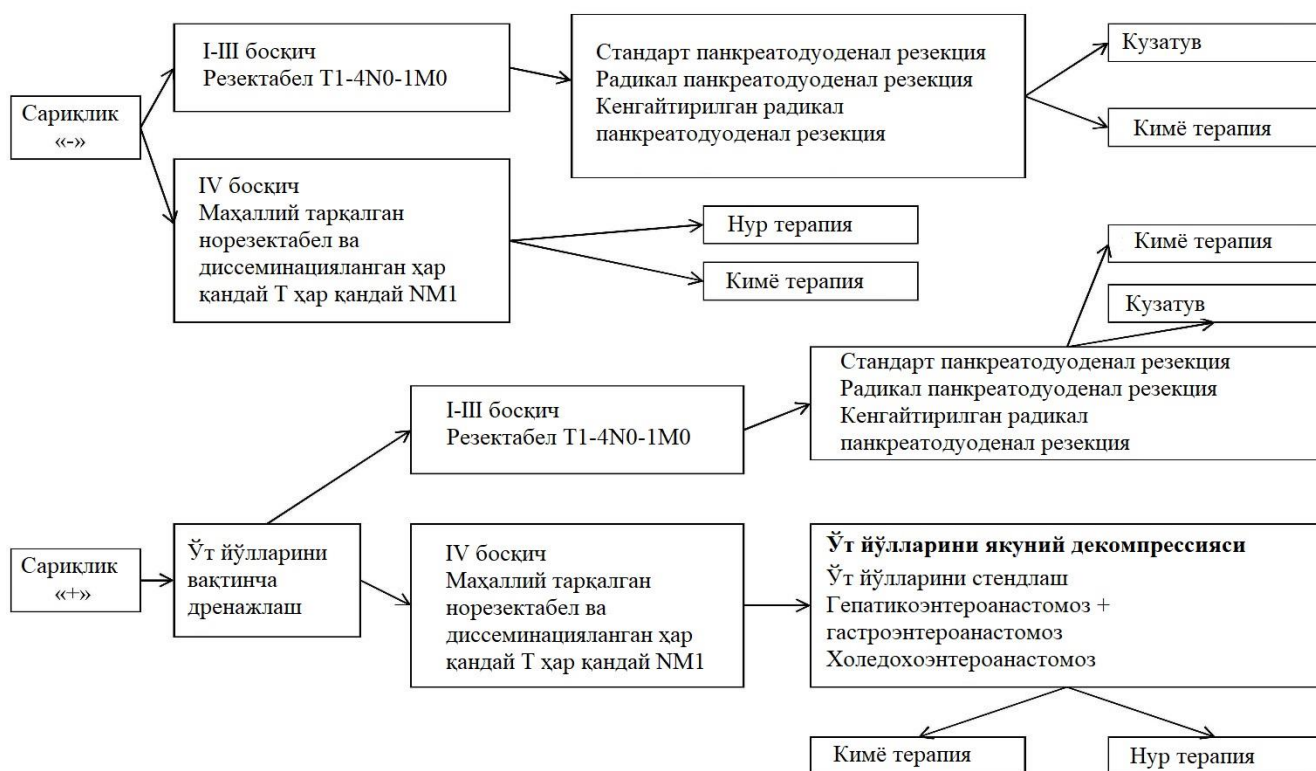 Сариқлик
«-»
I-III босқич
Резектабел T1-4N0-1M0
IV босқич
Маҳаллий тарқалган
норезектабел ва
диссеминацияланган ҳар
қандай Т ҳар қандай NM1
Стандарт панкреатодуоденал резекция
Радикал панкреатодуоденал резекция
Кенгайтирилган радикал
панкреатодуоденал резекция
Кузатув
Кимё терапия
Нур терапия
Кимё терапия
Сариқлик
«+»
Ўт йўлларини
вақтинча
дренажлаш
I-III босқич
Резектабел T1-4N0-1M0
IV босқич
Маҳаллий тарқалган
норезектабел ва
диссеминацияланган ҳар
қандай Т ҳар қандай NM1
Стандарт панкреатодуоденал резекция
Радикал панкреатодуоденал резекция
Кенгайтирилган радикал
панкреатодуоденал резекция
Кимё терапия
Кузатув
Ўт йўлларини якуний декомпрессияси
Ўт йўлларини стендлаш
Гепатикоэнтероанастомоз +
гастроэнтероанастомоз
Холедохоэнтероанастомоз
Кимё терапия
Нур терапия